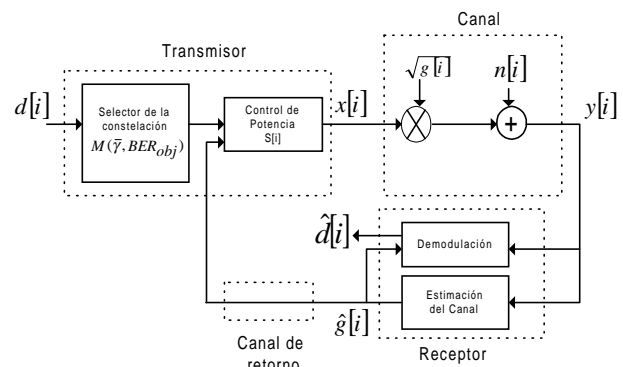 Canal
Transmisor
d[i]
Selector de la
constelación
M(γ̄, BER_obj)
Control de
Potencia
S[i]
x[i]
√g[i]
n[i]
y[i]
d̂[i]
Demodulación
Estimación
del Canal
ĝ[i]
Canal de
retorno
Receptor